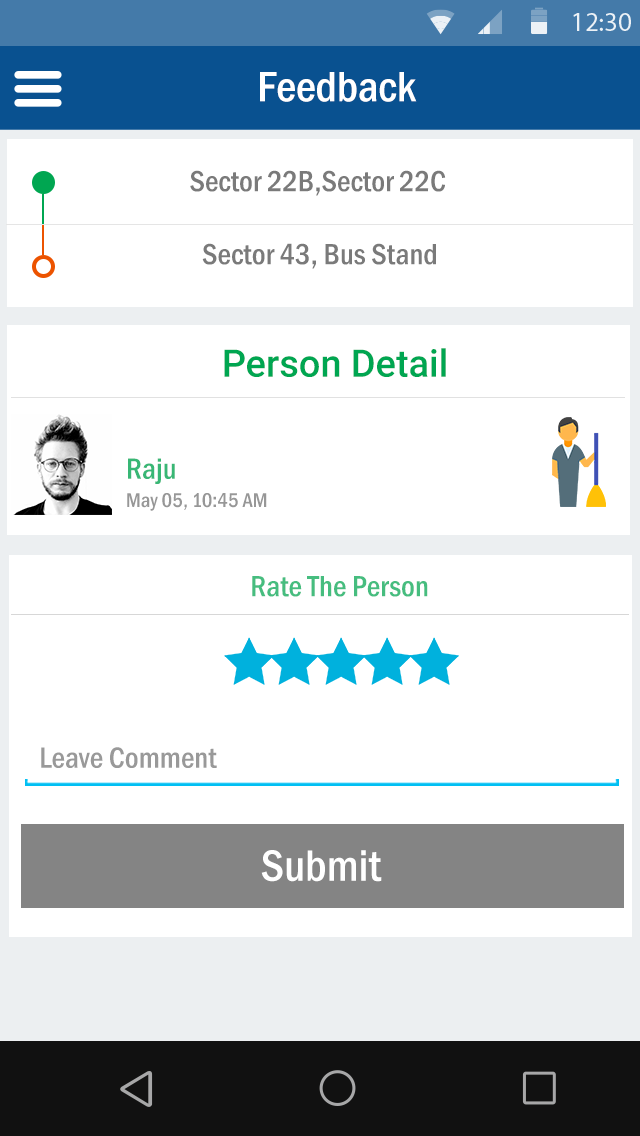 12:30
Feedback
Sector 22B,Sector 22C
Sector 43, Bus Stand
Person Detail
Raju
May 05, 10:45 AM
Rate The Person
Leave Comment
Submit